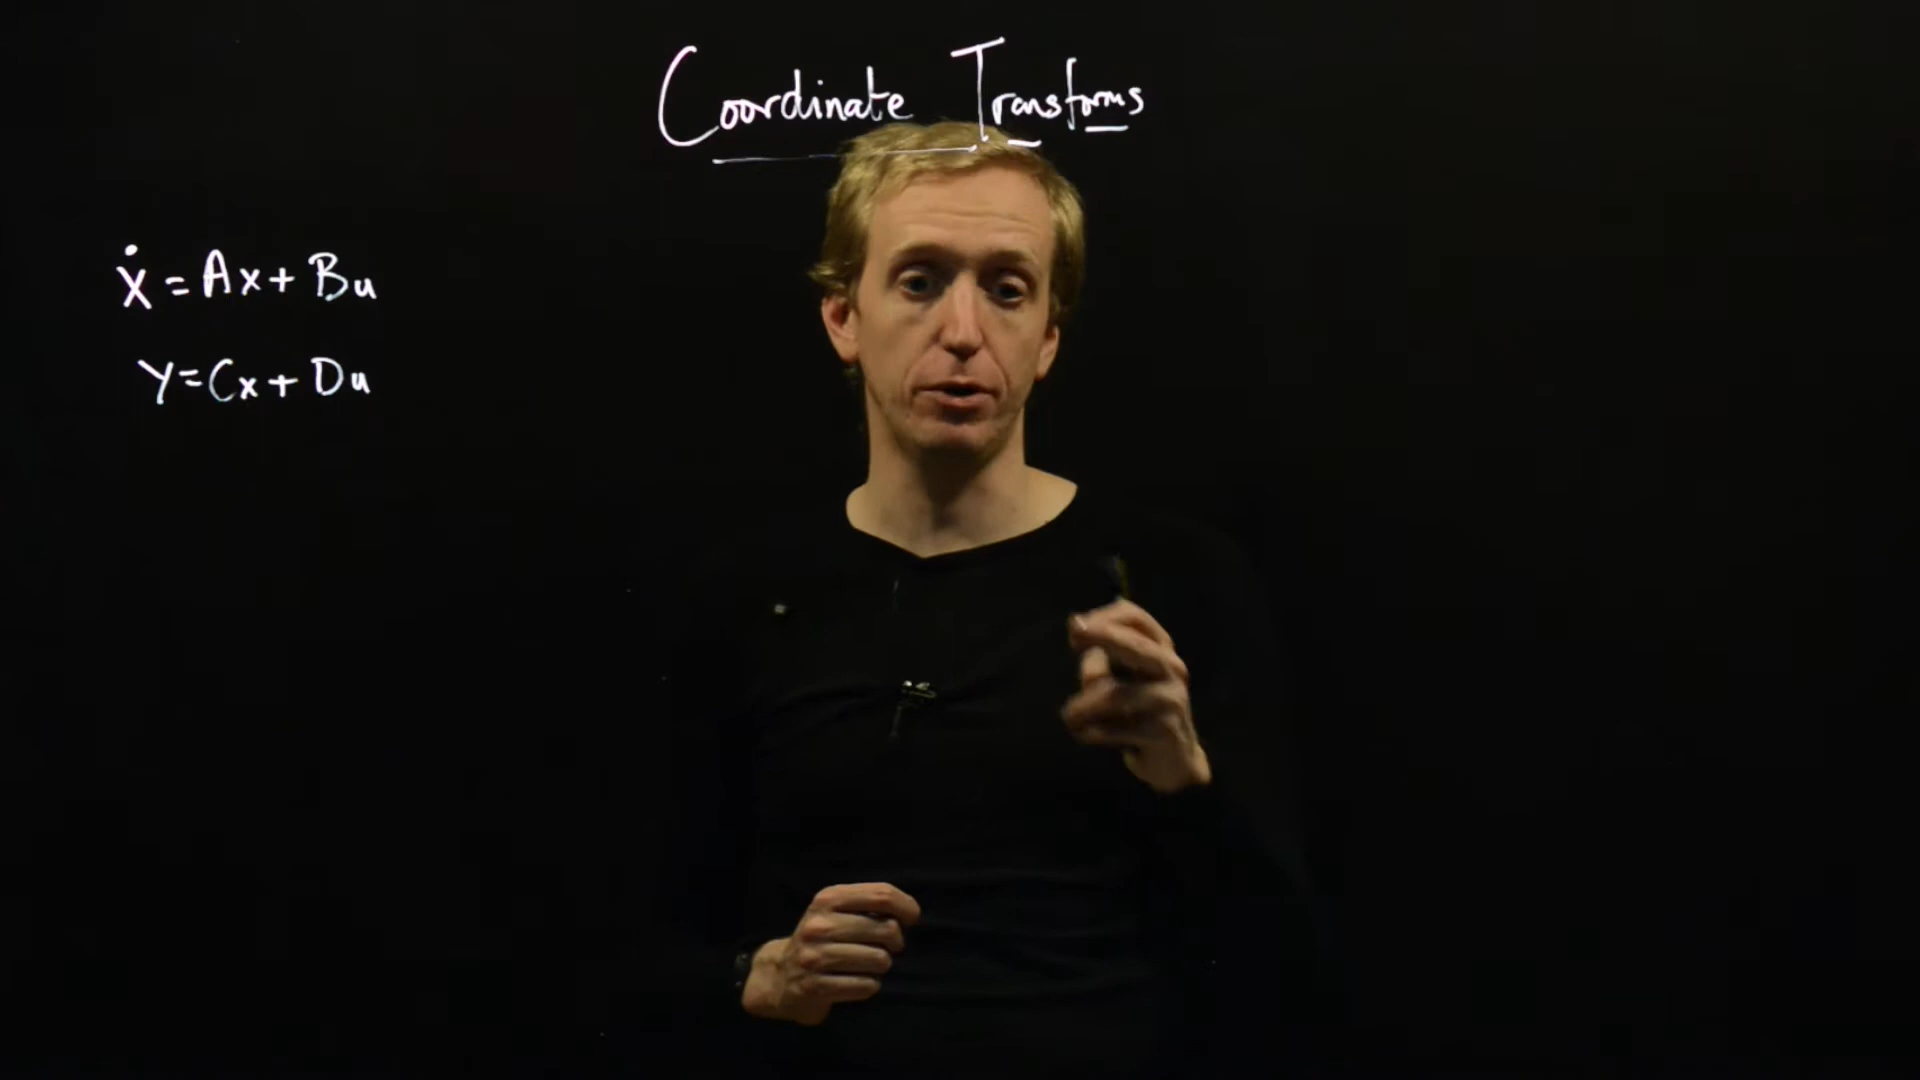 Coordinate Transforms
ẋ = Ax + Bu
y = Cx + Du